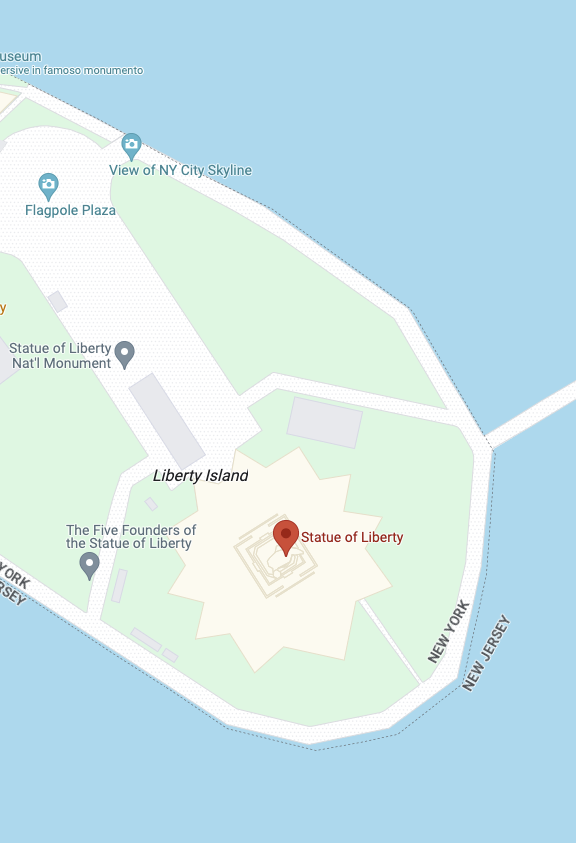 useum
ersive in famoso monumento
View of NY City Skyline
Flagpole Plaza
y
Statue of Liberty
Nat'l Monument
Liberty Island
The Five Founders of
the Statue of Liberty
Statue of Liberty
YORK
RSEY
NEW YORK
NEW JERSEY